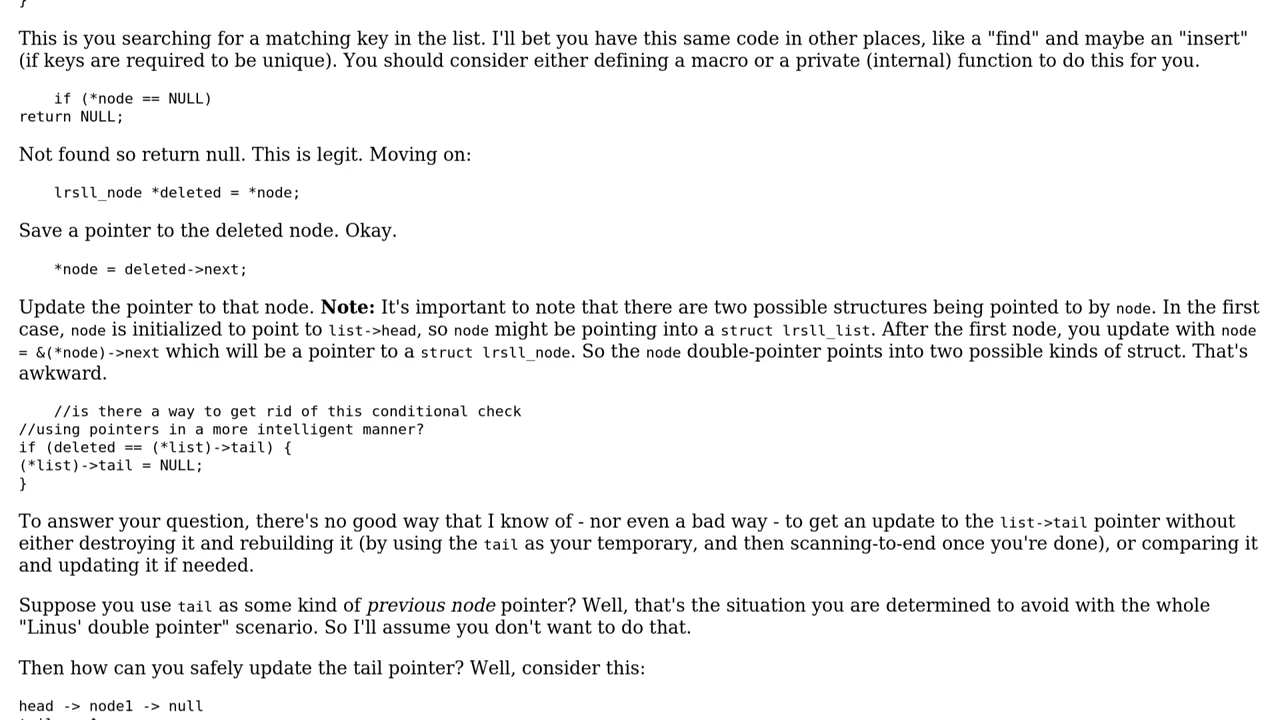 }
This is you searching for a matching key in the list. I'll bet you have this same code in other places, like a "find" and maybe an "insert"
(if keys are required to be unique). You should consider either defining a macro or a private (internal) function to do this for you.
if (*node == NULL)
return NULL;
Not found so return null. This is legit. Moving on:
lrsll_node *deleted = *node;
Save a pointer to the deleted node. Okay.
*node = deleted->next;
Update the pointer to that node. Note: It's important to note that there are two possible structures being pointed to by node. In the first
case, node is initialized to point to list->head, so node might be pointing into a struct lrsll_list. After the first node, you update with node
= &(*node)->next which will be a pointer to a struct lrsll_node. So the node double-pointer points into two possible kinds of struct. That's
awkward.
//is there a way to get rid of this conditional check
//using pointers in a more intelligent manner?
if (deleted == (*list)->tail) {
(*list)->tail = NULL;
}
To answer your question, there's no good way that I know of - nor even a bad way - to get an update to the list->tail pointer without
either destroying it and rebuilding it (by using the tail as your temporary, and then scanning-to-end once you're done), or comparing it
and updating it if needed.
Suppose you use tail as some kind of previous node pointer? Well, that's the situation you are determined to avoid with the whole
"Linus' double pointer" scenario. So I'll assume you don't want to do that.
Then how can you safely update the tail pointer? Well, consider this:
head -> node1 -> null